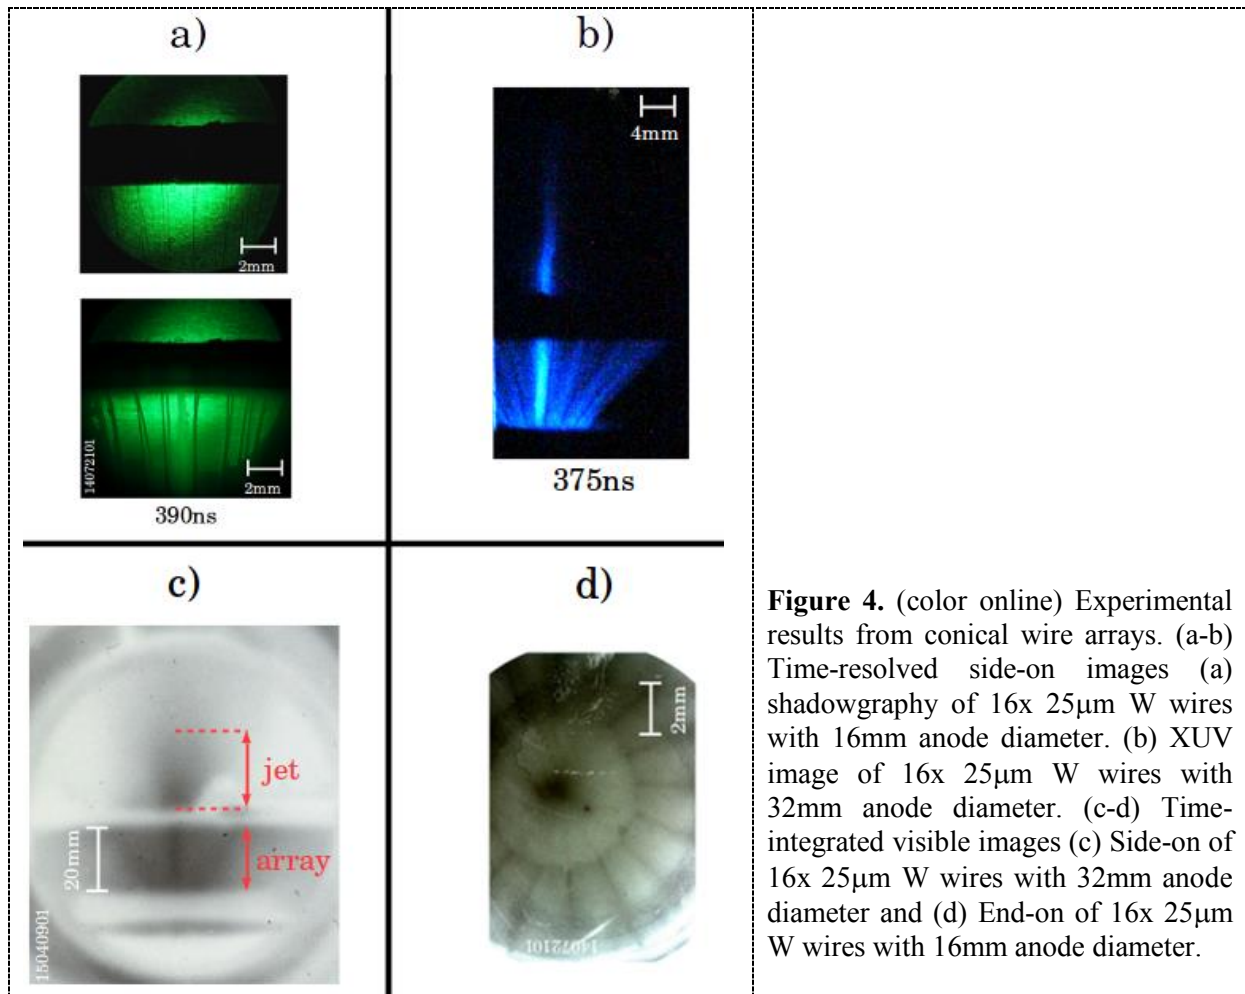 a)
2mm
14072101
2mm
390ns
b)
4mm
375ns
c)
jet
20mm
array
15040901
d)
2mm
14072101
Figure 4. (color online) Experimental
results from conical wire arrays. (a-b)
Time-resolved side-on images (a)
shadowgraphy of 16x 25μm W wires
with 16mm anode diameter. (b) XUV
image of 16x 25μm W wires with
32mm anode diameter. (c-d) Time-
integrated visible images (c) Side-on of
16x 25μm W wires with 32mm anode
diameter and (d) End-on of 16x 25μm
W wires with 16mm anode diameter.